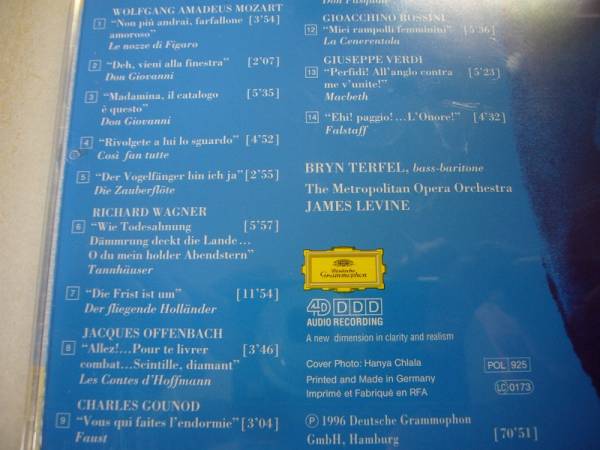 WOLFGANG AMADEUS MOZART
1 “Non più andrai, farfallone [3'54]
amoroso”
Le nozze di Figaro
2 “Deh, vieni alla finestra” [2'07]
Don Giovanni
3 “Madamina, il catalogo [5'35]
è questo”
Don Giovanni
4 “Rivolgete a lui lo sguardo” [4'52]
Così fan tutte
5 “Der Vogelfänger bin ich ja” [2'55]
Die Zauberflöte
RICHARD WAGNER
6 “Wie Todesahnung [5'57]
Dämmrung deckt die Lande...
O du mein holder Abendstern”
Tannhäuser
7 “Die Frist ist um” [11'54]
Der fliegende Holländer
JACQUES OFFENBACH
8 “Allez!...Pour te livrer [3'46]
combat...Scintille, diamant”
Les Contes d'Hoffmann
CHARLES GOUNOD
9 “Vous qui faites l'endormie” [3'04]
Faust
Don Pasquale
GIOACCHINO ROSSINI
12 “Miei rampolli femminini” [5'36]
La Cenerentola
GIUSEPPE VERDI
13 “Perfidi! All'anglo contra [5'23]
me v'unite!”
Macbeth
14 “Ehi! paggio!...L'Onore!” [4'32]
Falstaff
BRYN TERFEL, bass-baritone
The Metropolitan Opera Orchestra
JAMES LEVINE
Deutsche
Grammophon
4D DDD
AUDIO RECORDING
A new dimension in clarity and realism
Cover Photo: Hanya Chlala
Printed and Made in Germany
Imprimé et Fabriqué en RFA
POL 925
LC 0173
℗ 1996 Deutsche Grammophon
GmbH, Hamburg [70'51]